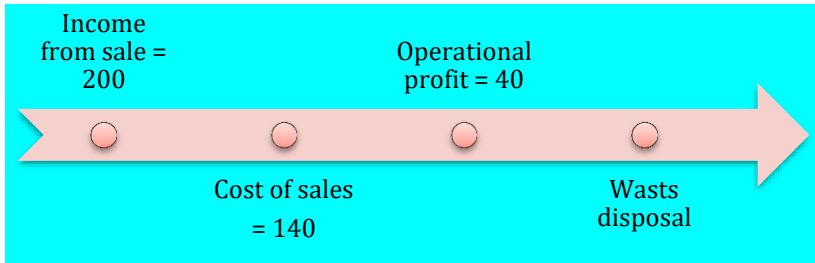 Income
from sale =
200
Cost of sales
= 140
Operational
profit = 40
Wasts
disposal